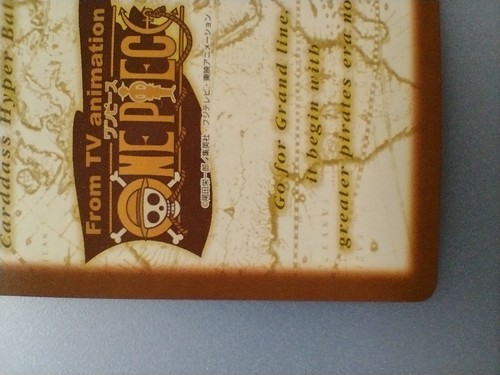 Carddass Hyper Ba
From TV animation
ワンピース
ONE PIECE
©尾田栄一郎/集英社・フジテレビ・東映アニメーション
Go for Grand line.
it begin with
greater pirates era no